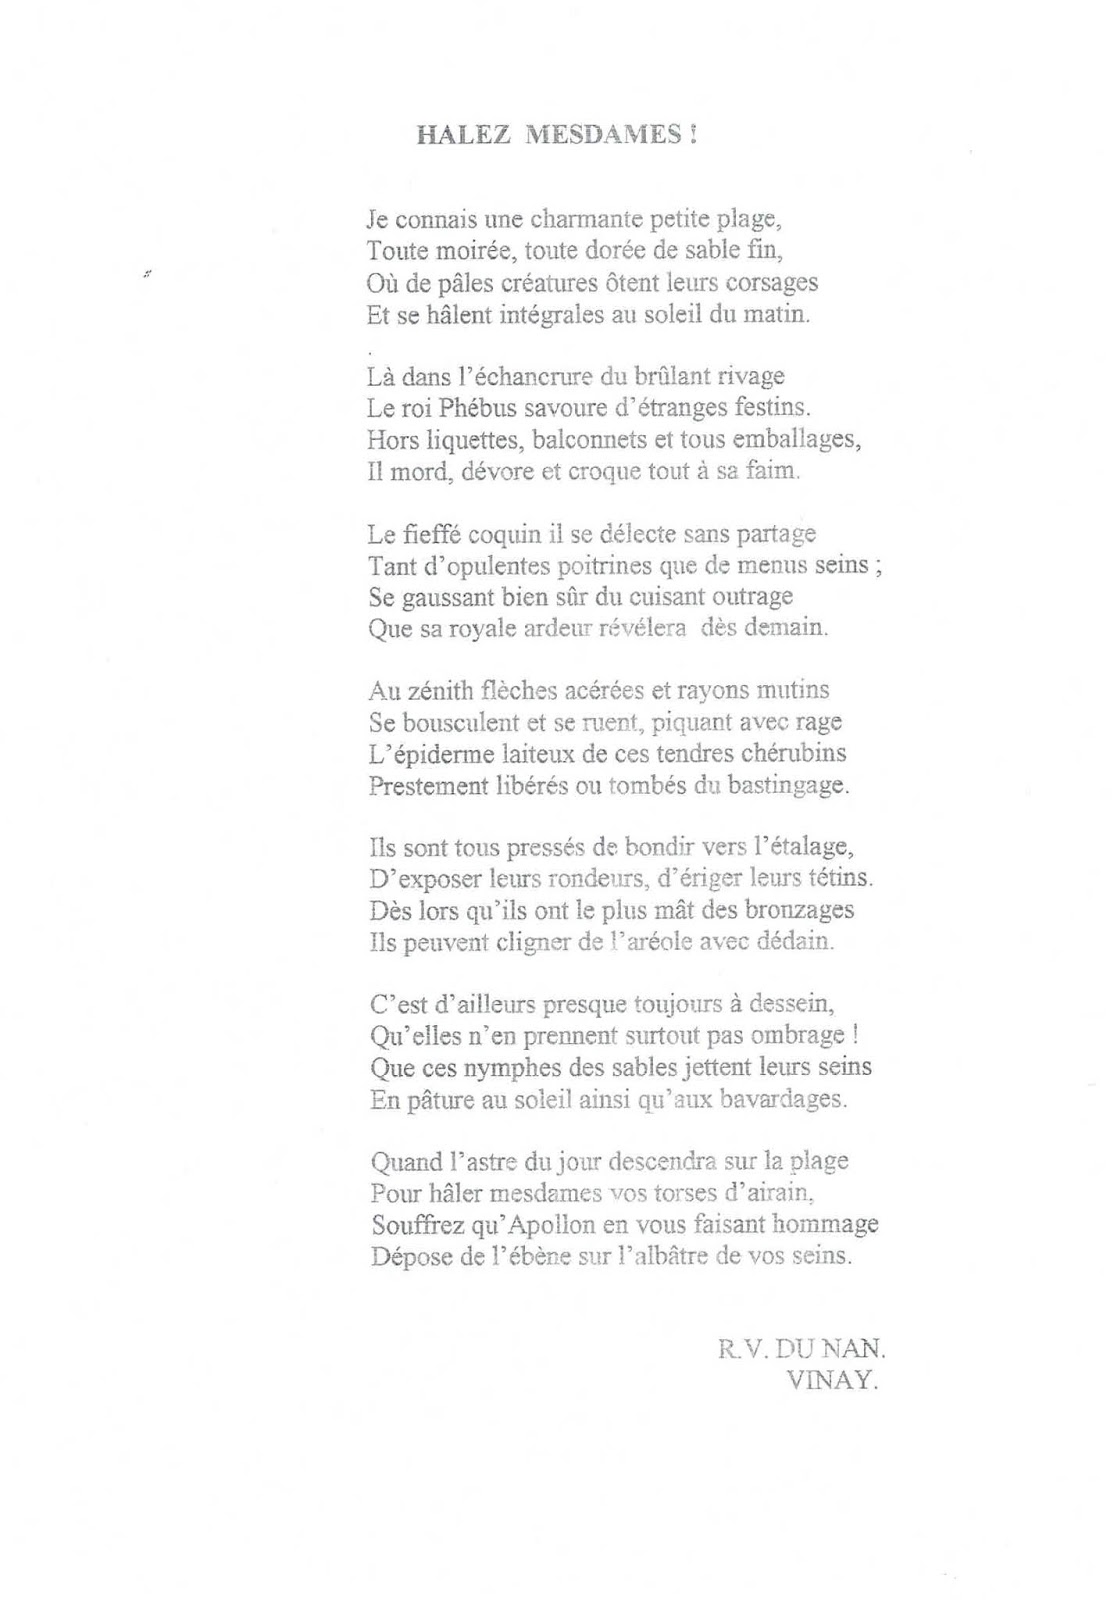 HALEZ MESDAMES !
Je connais une charmante petite plage,
Toute moirée, toute dorée de sable fin,
Où de pâles créatures ôtent leurs corsages
Et se hâlent intégrales au soleil du matin.
Là dans l'échancrure du brûlant rivage
Le roi Phébus savoure d'étranges festins.
Hors liquettes, balconnets et tous emballages,
Il mord, dévore et croque tout à sa faim.
Le fieffé coquin il se délecte sans partage
Tant d'opulentes poitrines que de menus seins ;
Se gaussant bien sûr du cuisant outrage
Que sa royale ardeur révélera dès demain.
Au zénith flèches acérées et rayons mutins
Se bousculent et se ruent, piquant avec rage
L'épiderme laiteux de ces tendres chérubins
Prestement libérés ou tombés du bastingage.
Ils sont tous pressés de bondir vers l'étalage,
D'exposer leurs rondeurs, d'ériger leurs tétins.
Dès lors qu'ils ont le plus mât des bronzages
Ils peuvent cligner de l'aréole avec dédain.
C'est d'ailleurs presque toujours à dessein,
Qu'elles n'en prennent surtout pas ombrage !
Que ces nymphes des sables jettent leurs seins
En pâture au soleil ainsi qu'aux bavardages.
Quand l'astre du jour descendra sur la plage
Pour hâler mesdames vos torses d'airain,
Souffrez qu'Apollon en vous faisant hommage
Dépose de l'ébène sur l'albâtre de vos seins.
R.V. DU NAN.
VINAY.